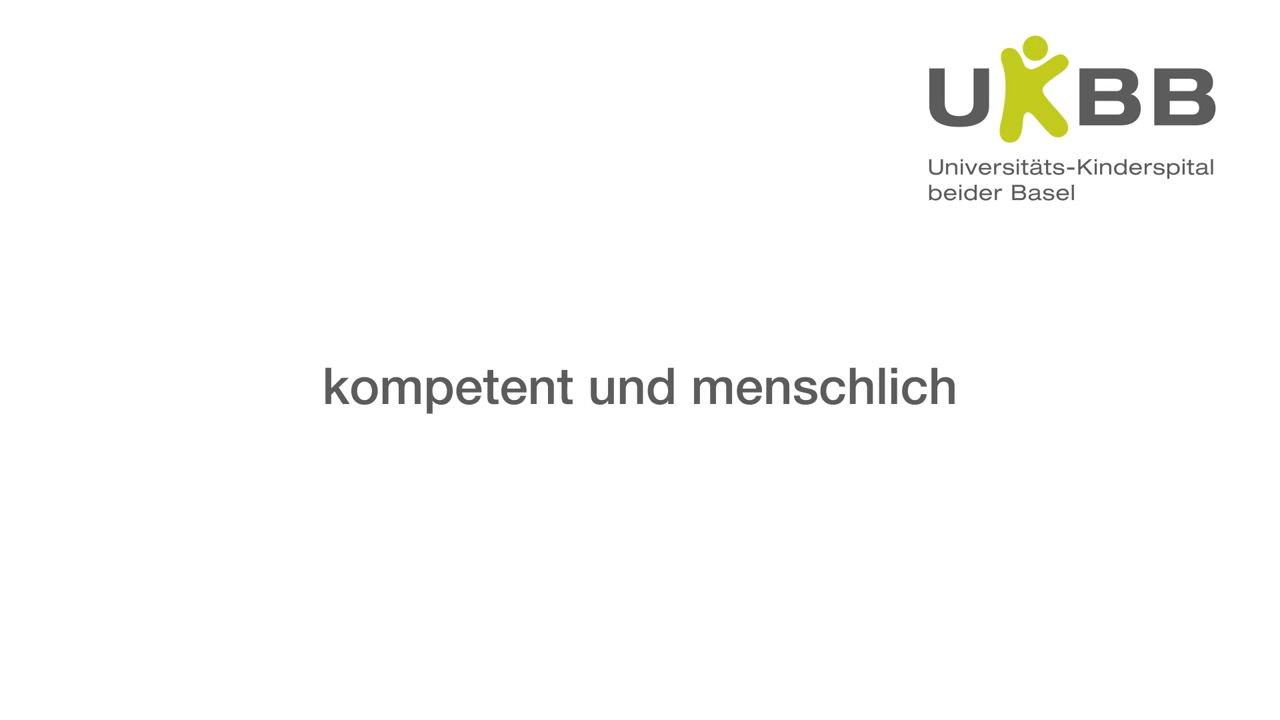 UKBB
Universitäts-Kinderspital
beider Basel
kompetent und menschlich